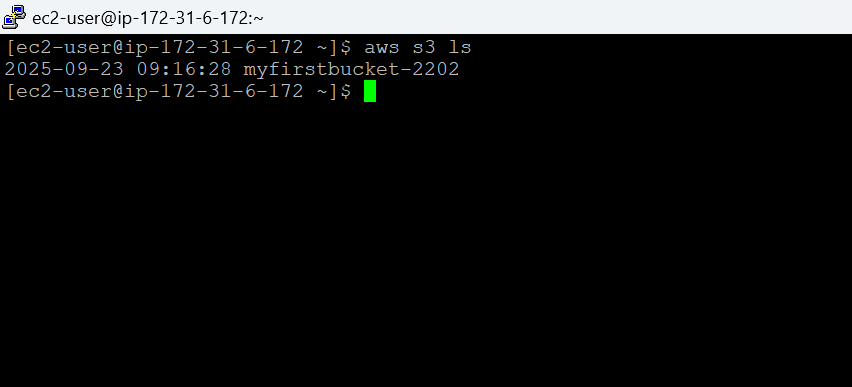 ec2-user@ip-172-31-6-172:~
[ec2-user@ip-172-31-6-172 ~]$ aws s3 ls
2025-09-23 09:16:28 myfirstbucket-2202
[ec2-user@ip-172-31-6-172 ~]$